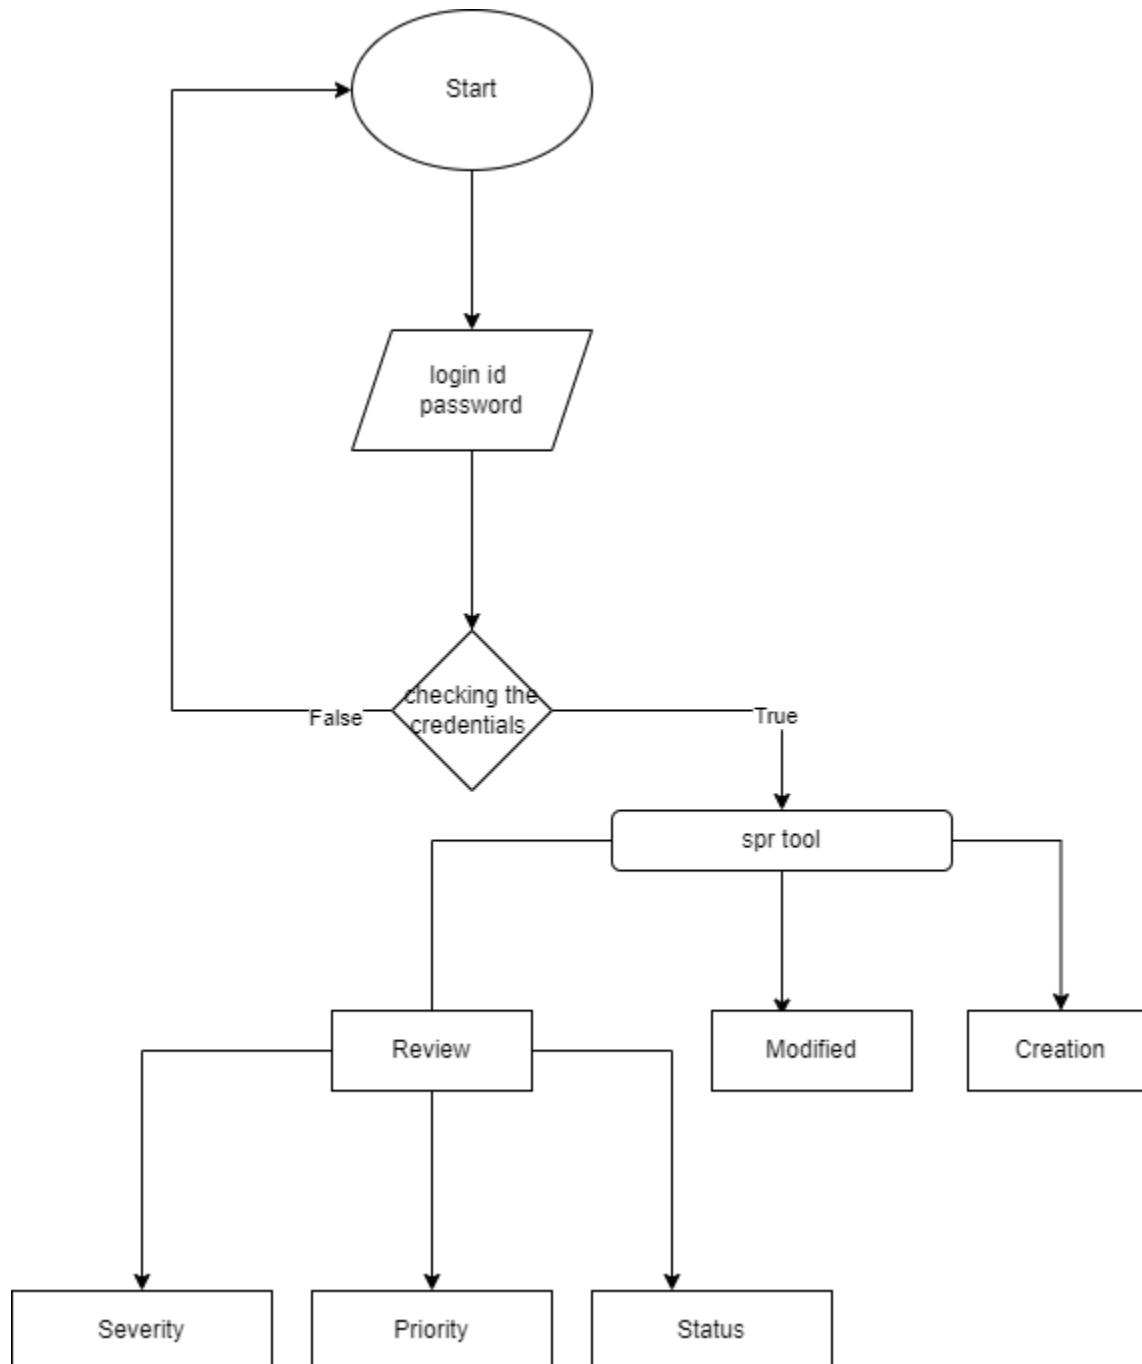 Start
login id
password
checking the
credentials
False
True
spr tool
Review
Modified
Creation
Severity
Priority
Status